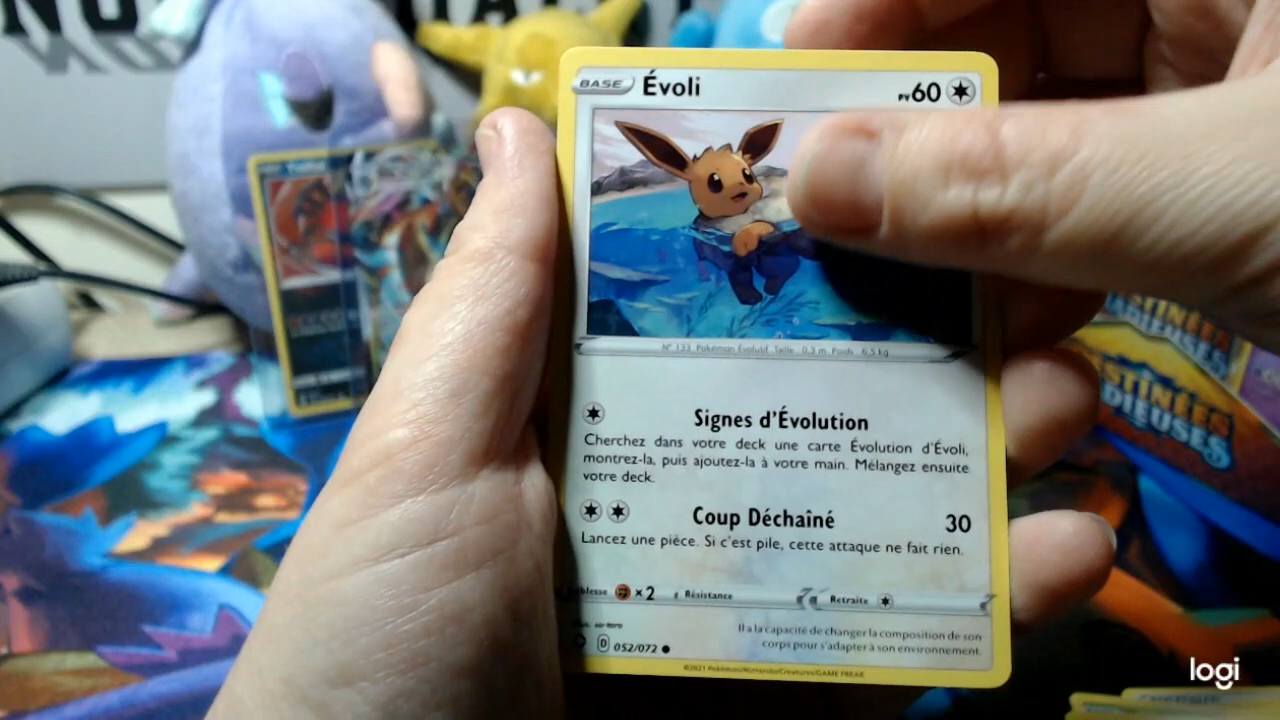 BASE Évoli PV60
N° 133 Pokémon Évolutif Taille : 0,3 m Poids : 6,5 kg
Signes d'Évolution
Cherchez dans votre deck une carte Évolution d'Évoli,
montrez-la, puis ajoutez-la à votre main. Mélangez ensuite
votre deck.
Coup Déchaîné 30
Lancez une pièce. Si c'est pile, cette attaque ne fait rien.
×2 Résistance Retraite
Il a la capacité de changer la composition de son
corps pour s'adapter à son environnement.
D 052/072
©2021 Pokémon/Nintendo/Creatures/GAME FREAK
DIEUSES
logi